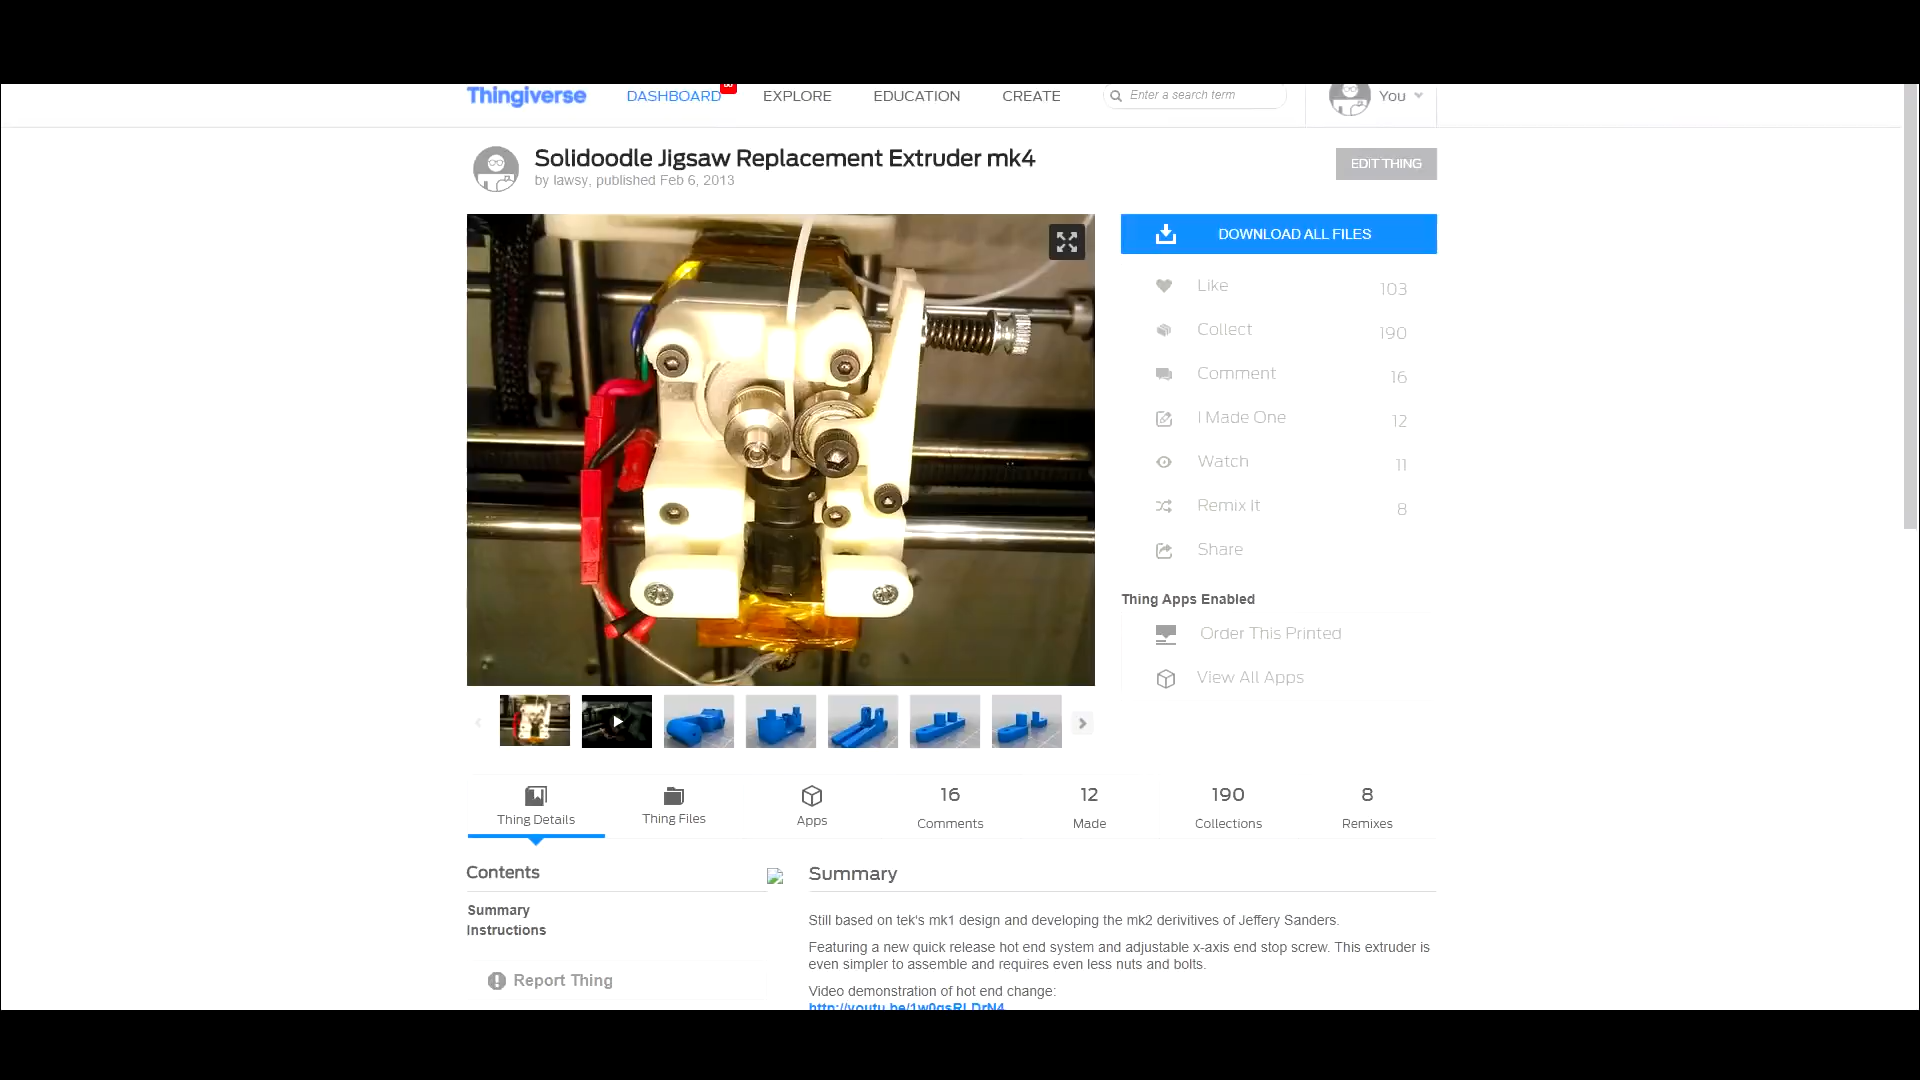 Thingiverse
DASHBOARD
EXPLORE
EDUCATION
CREATE
Enter a search term
You
Solidoodle Jigsaw Replacement Extruder mk4
by lawsy, published Feb 6, 2013
EDIT THING
DOWNLOAD ALL FILES
Like 103
Collect 190
Comment 16
I Made One 12
Watch 11
Remix It 8
Share
Thing Apps Enabled
Order This Printed
View All Apps
Thing Details
Thing Files
Apps
16 Comments
12 Made
190 Collections
8 Remixes
Contents
Summary
Instructions
Report Thing
Summary
Still based on tek's mk1 design and developing the mk2 derivitives of Jeffery Sanders.
Featuring a new quick release hot end system and adjustable x-axis end stop screw. This extruder is
even simpler to assemble and requires even less nuts and bolts.
Video demonstration of hot end change: